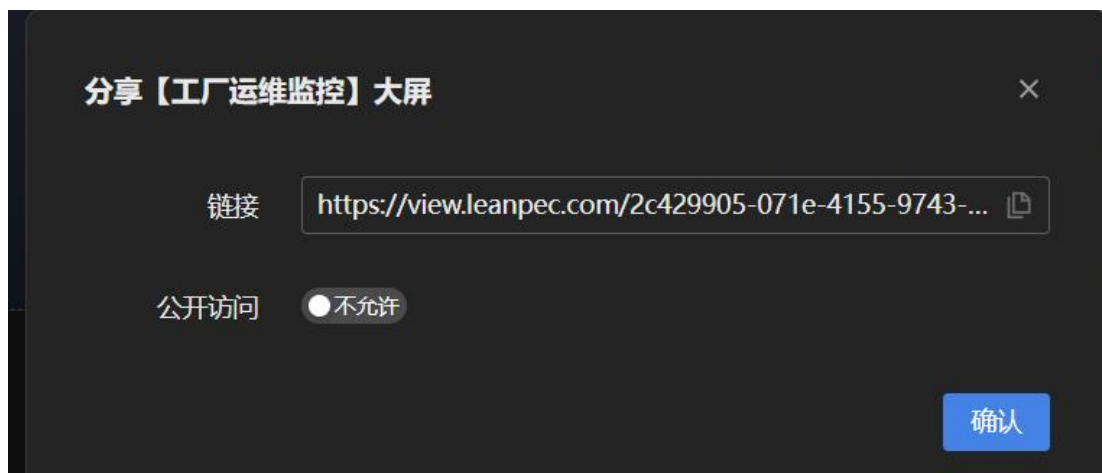 分享【工厂运维监控】大屏
链接 https://view.leanpec.com/2c429905-071e-4155-9743-...
公开访问 不允许
确认